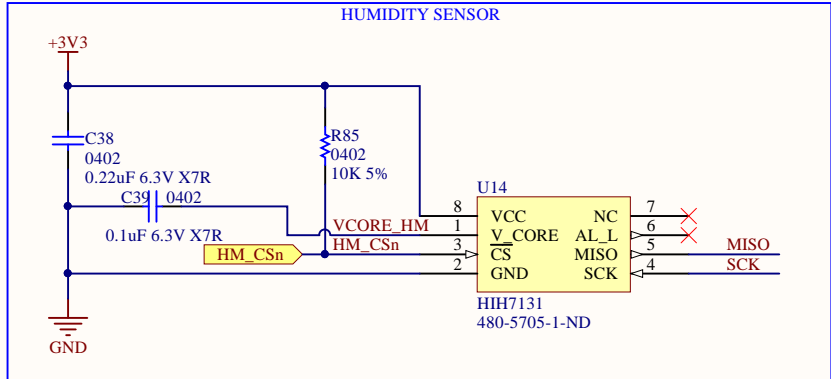 HUMIDITY SENSOR
+3V3
C38
0402
0.22uF 6.3V X7R
C39 0402
0.1uF 6.3V X7R
R85
0402
10K 5%
VCORE_HM
HM_CSn
HM_CSn
U14
8 VCC NC 7
1 V_CORE AL_L 6
3 CS MISO 5 MISO
2 GND SCK 4 SCK
HIH7131
480-5705-1-ND
GND